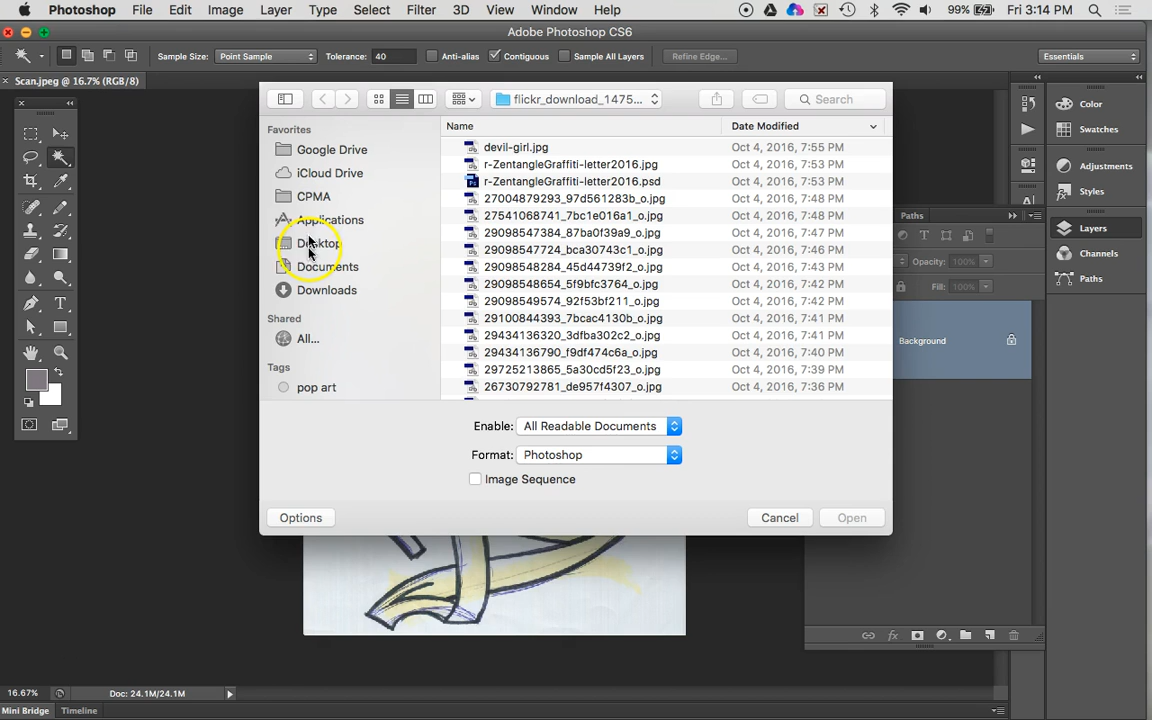 Photoshop File Edit Image Layer Type Select Filter 3D View Window Help 99% Fri 3:14 PM
Adobe Photoshop CS6
Sample Size: Point Sample Tolerance: 40 Anti-alias Contiguous Sample All Layers Refine Edge... Essentials
Scan.jpeg @ 16.7% (RGB/8)
flickr_download_1475... Search
Favorites
Google Drive
iCloud Drive
CPMA
Applications
Desktop
Documents
Downloads
Shared
All...
Tags
pop art
Name Date Modified
devil-girl.jpg Oct 4, 2016, 7:55 PM
r-ZentangleGraffiti-letter2016.jpg Oct 4, 2016, 7:53 PM
r-ZentangleGraffiti-letter2016.psd Oct 4, 2016, 7:53 PM
27004879293_97d561283b_o.jpg Oct 4, 2016, 7:48 PM
27541068741_7bc1e016a1_o.jpg Oct 4, 2016, 7:48 PM
29098547384_87ba0f39a9_o.jpg Oct 4, 2016, 7:47 PM
29098547724_bca30743c1_o.jpg Oct 4, 2016, 7:46 PM
29098548284_45d44739f2_o.jpg Oct 4, 2016, 7:43 PM
29098548654_5f9bfc3764_o.jpg Oct 4, 2016, 7:42 PM
29098549574_92f53bf211_o.jpg Oct 4, 2016, 7:42 PM
29100844393_7bcac4130b_o.jpg Oct 4, 2016, 7:41 PM
29434136320_3dfba302c2_o.jpg Oct 4, 2016, 7:41 PM
29434136790_f9df474c6a_o.jpg Oct 4, 2016, 7:40 PM
29725213865_5a30cd5f23_o.jpg Oct 4, 2016, 7:39 PM
26730792781_de957f4307_o.jpg Oct 4, 2016, 7:36 PM
Enable: All Readable Documents
Format: Photoshop
Image Sequence
Options Cancel Open
Paths
Opacity: 100%
Fill: 100%
Background
Color
Swatches
Adjustments
Styles
Layers
Channels
Paths
16.67% Doc: 24.1M/24.1M
Mini Bridge Timeline